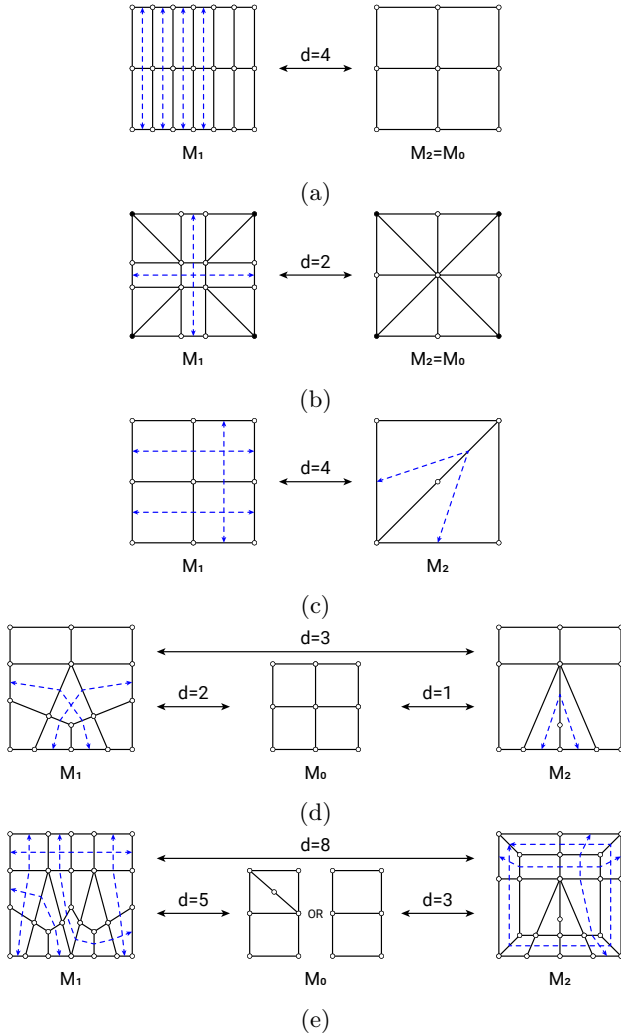 d=4
M₁ M₂=M₀
(a)
d=2
M₁ M₂=M₀
(b)
d=4
M₁ M₂
(c)
d=3
d=2 d=1
M₁ M₀ M₂
(d)
d=8
d=5 OR d=3
M₁ M₀ M₂
(e)